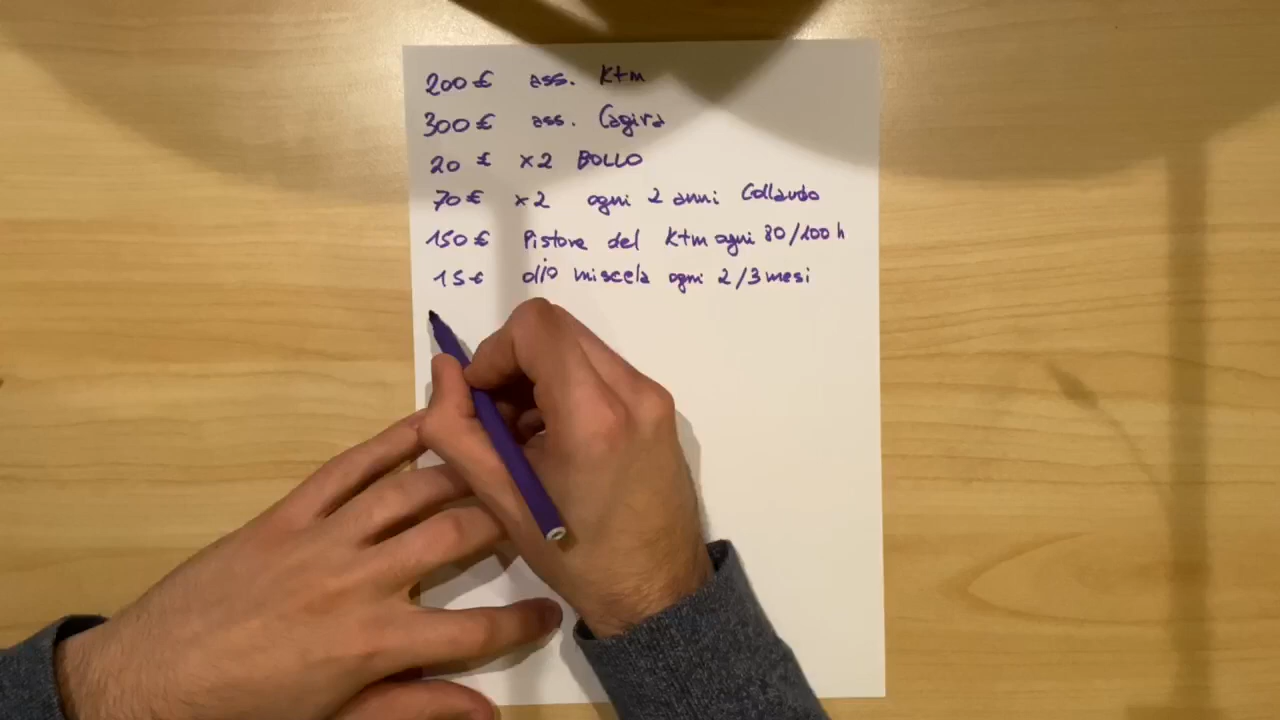 200€ ass. Ktm
300€ ass. Cagiva
20 € x2 BOLLO
70€ x2 ogni 2 anni Collaudo
150€ Pistone del Ktm ogni 80/100 h
15€ olio miscela ogni 2/3 mesi